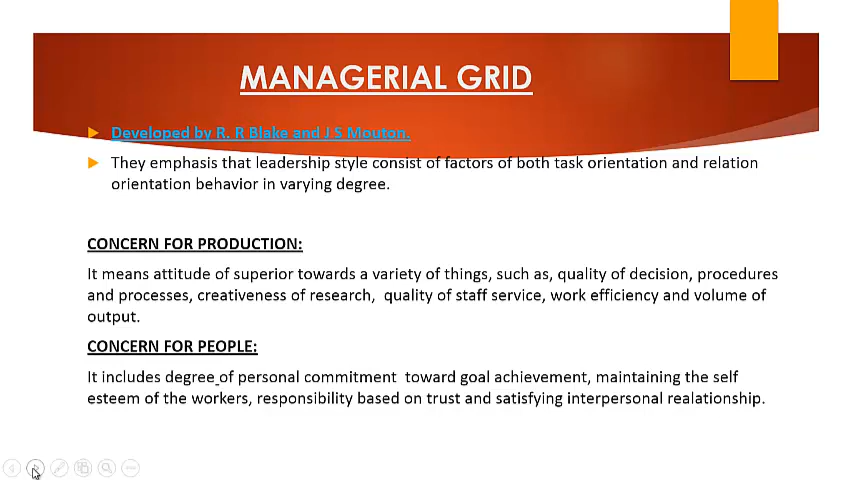 MANAGERIAL GRID
Developed by R. R Blake and J.S Mouton.
They emphasis that leadership style consist of factors of both task orientation and relation
orientation behavior in varying degree.
CONCERN FOR PRODUCTION:
It means attitude of superior towards a variety of things, such as, quality of decision, procedures
and processes, creativeness of research, quality of staff service, work efficiency and volume of
output.
CONCERN FOR PEOPLE:
It includes degree of personal commitment toward goal achievement, maintaining the self
esteem of the workers, responsibility based on trust and satisfying interpersonal realationship.